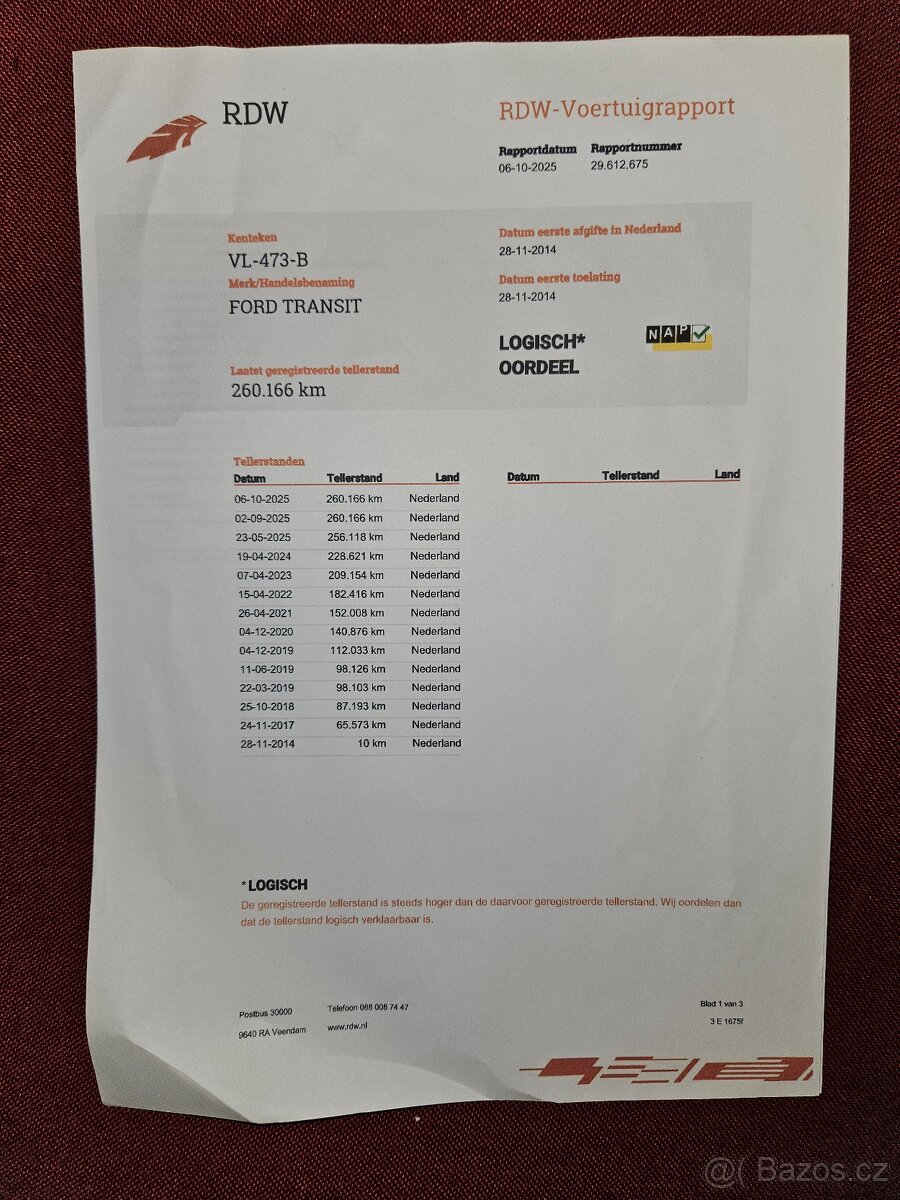 RDW
RDW-Voertuigrapport
Rapportdatum Rapportnummer
06-10-2025 29.612.675
Kenteken
VL-473-B
Merk/Handelsbenaming
FORD TRANSIT
Laatst geregistreerde tellerstand
260.166 km
Datum eerste afgifte in Nederland
28-11-2014
Datum eerste toelating
28-11-2014
LOGISCH*
OORDEEL
NAP
Tellerstanden
Datum Tellerstand Land
06-10-2025 260.166 km Nederland
02-09-2025 260.166 km Nederland
23-05-2025 256.118 km Nederland
19-04-2024 228.621 km Nederland
07-04-2023 209.154 km Nederland
15-04-2022 182.416 km Nederland
26-04-2021 152.008 km Nederland
04-12-2020 140.876 km Nederland
04-12-2019 112.033 km Nederland
11-06-2019 98.126 km Nederland
22-03-2019 98.103 km Nederland
25-10-2018 87.193 km Nederland
24-11-2017 65.573 km Nederland
28-11-2014 10 km Nederland
Datum Tellerstand Land
*LOGISCH
De geregistreerde tellerstand is steeds hoger dan de daarvoor geregistreerde tellerstand. Wij oordelen dan
dat de tellerstand logisch verklaarbaar is.
Postbus 30000 Telefoon 088 008 74 47
9640 RA Veendam www.rdw.nl
Blad 1 van 3
3 E 1675f
@( Bazos.cz